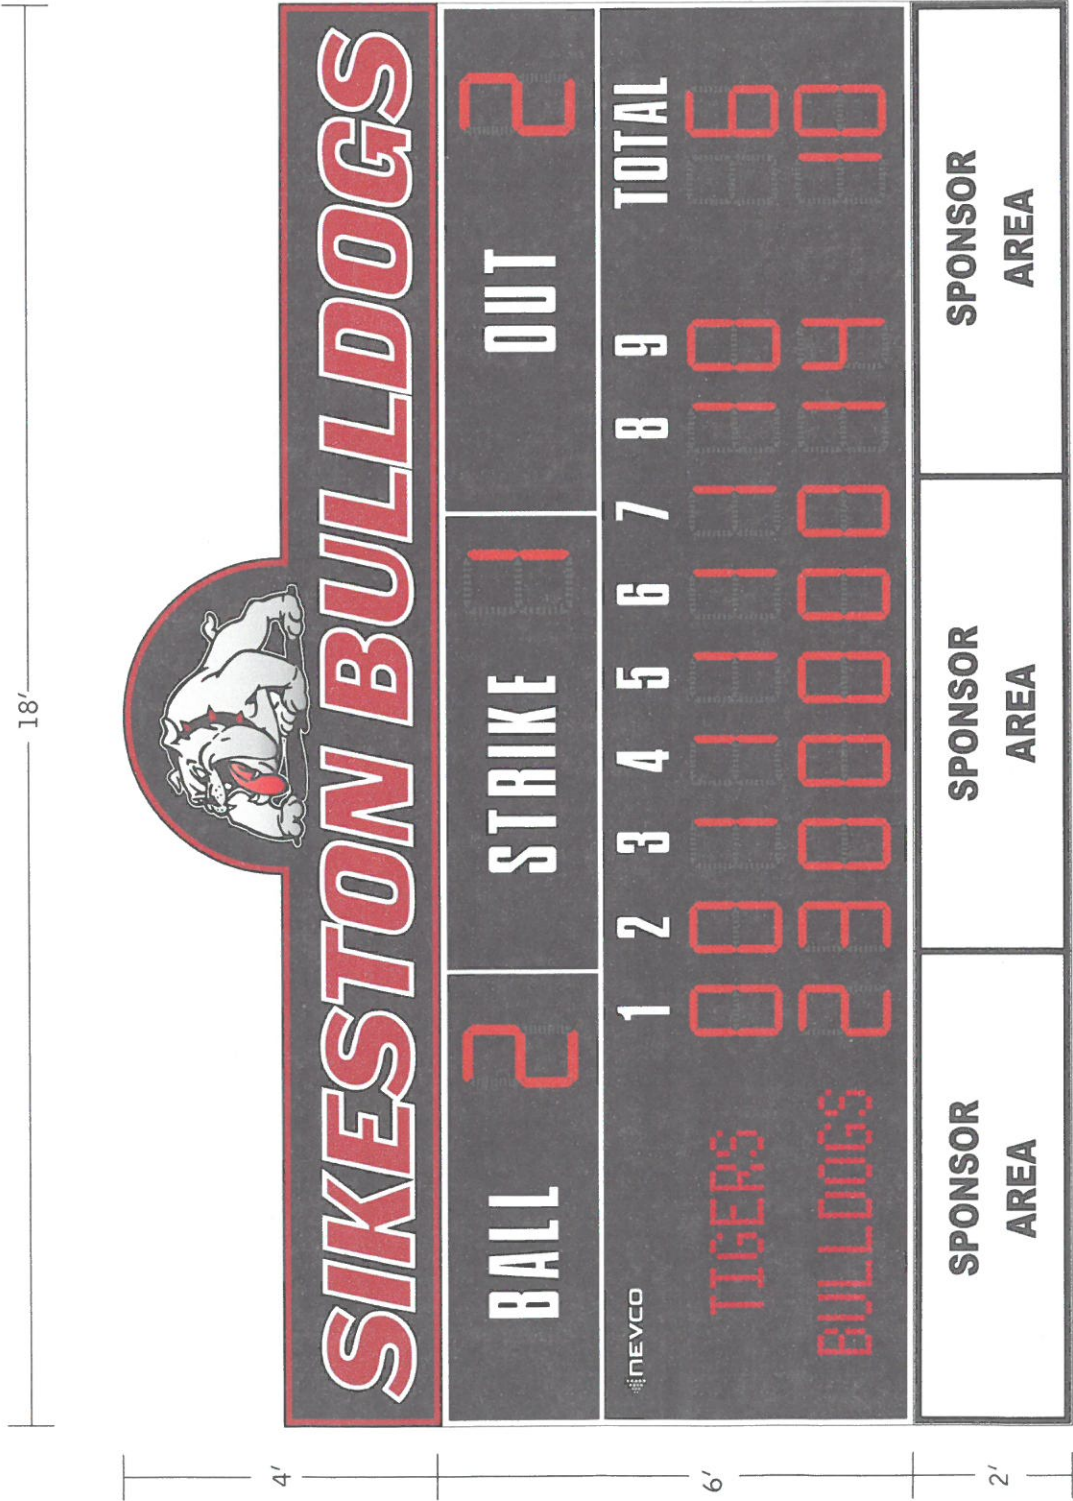 18'
4'
SIKESTON BULLDOGS
BALL 2 STRIKE 1 OUT 2
6'
NEVCO 1 2 3 4 5 6 7 8 9 TOTAL
TIGERS 0 0 1 1 1 1 1 1 0 6
BULLDOGS 2 3 0 0 0 0 0 1 4 10
2'
SPONSOR SPONSOR SPONSOR
AREA AREA AREA